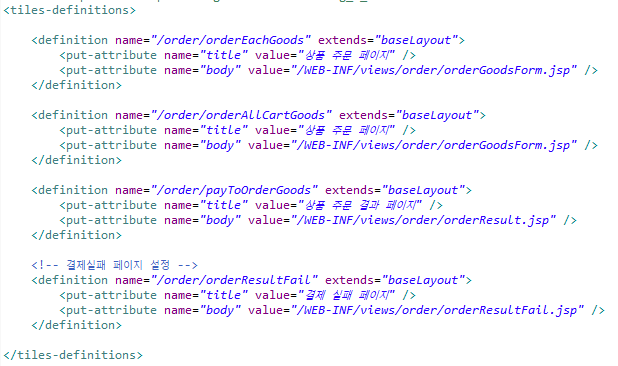 <tiles-definitions>
<definition name="/order/orderEachGoods" extends="baseLayout">
<put-attribute name="title" value="상품 주문 페이지" />
<put-attribute name="body" value="/WEB-INF/views/order/orderGoodsForm.jsp" />
</definition>
<definition name="/order/orderAllCartGoods" extends="baseLayout">
<put-attribute name="title" value="상품 주문 페이지" />
<put-attribute name="body" value="/WEB-INF/views/order/orderGoodsForm.jsp" />
</definition>
<definition name="/order/payToOrderGoods" extends="baseLayout">
<put-attribute name="title" value="상품 주문 결과 페이지" />
<put-attribute name="body" value="/WEB-INF/views/order/orderResult.jsp" />
</definition>
<!-- 결제실패 페이지 설정 -->
<definition name="/order/orderResultFail" extends="baseLayout">
<put-attribute name="title" value="결제 실패 페이지" />
<put-attribute name="body" value="/WEB-INF/views/order/orderResultFail.jsp" />
</definition>
</tiles-definitions>